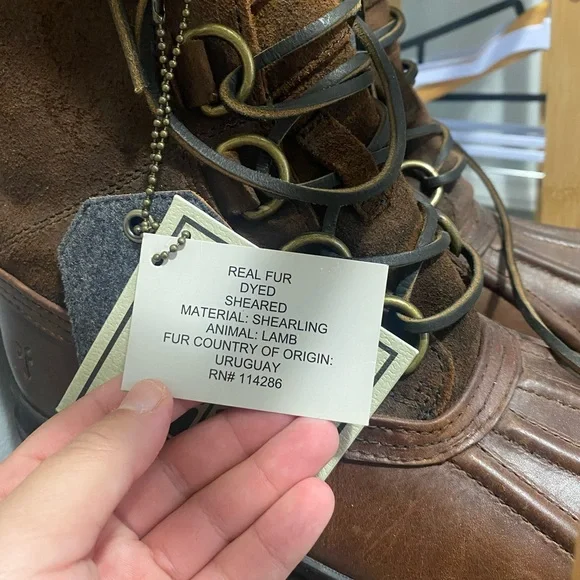 REAL FUR
DYED
SHEARED
MATERIAL: SHEARLING
ANIMAL: LAMB
FUR COUNTRY OF ORIGIN:
URUGUAY
RN# 114286